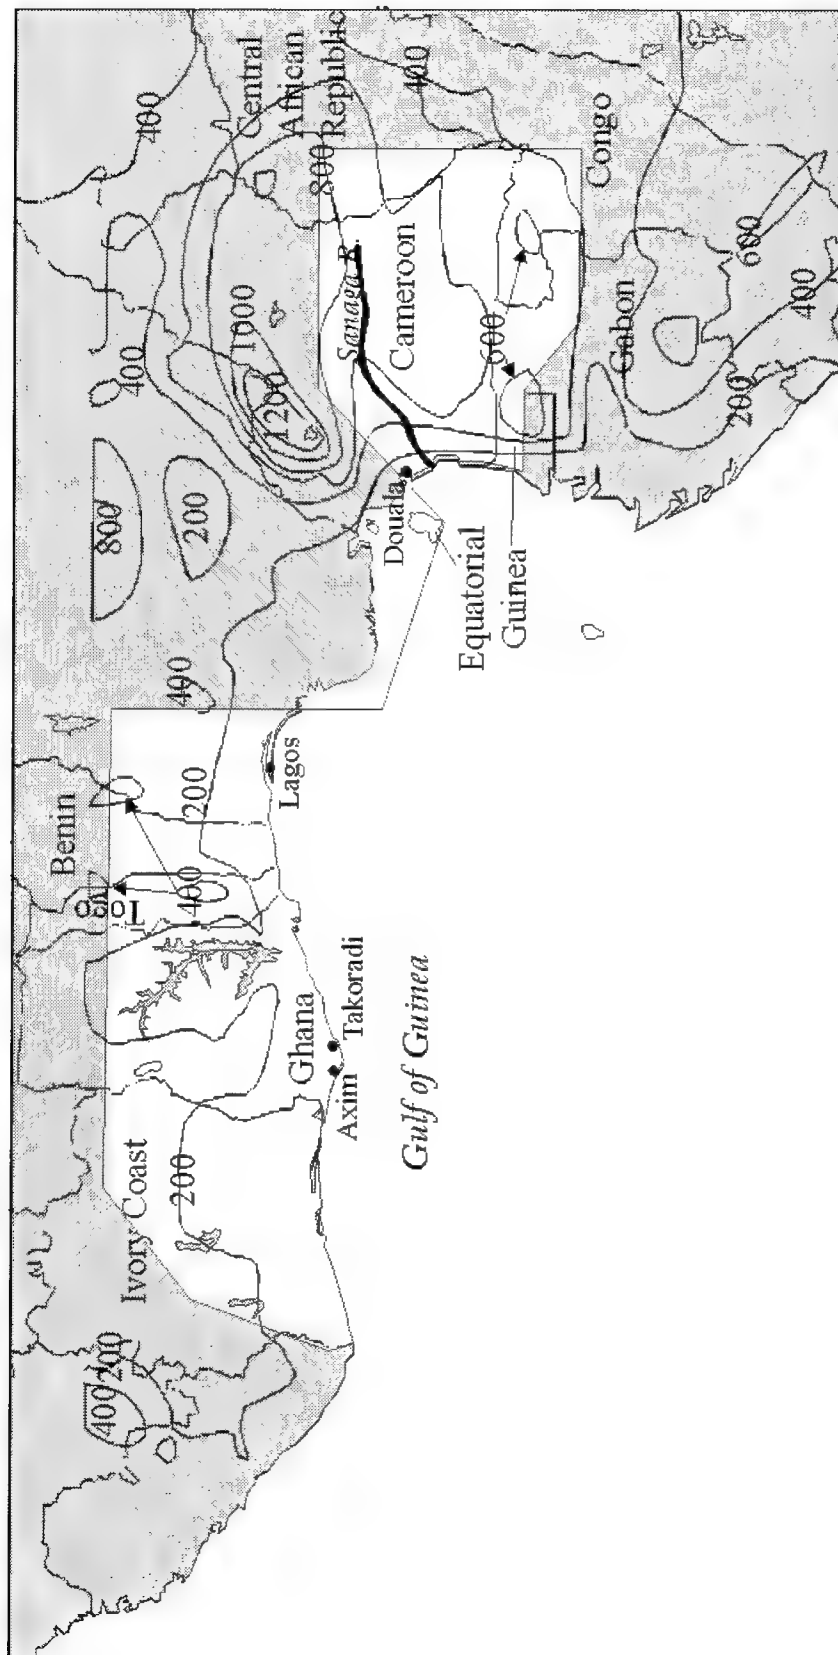 400
200
Ivory Coast
200
Axim
Ghana
Takoradi
Gulf of Guinea
Togo
400
Benin
200
Lagos
400
800
200
400
1200
1000
Douala
Equatorial
Guinea
Sanaga R.
Cameroon
600
800
Central
African
Republic
400
400
Congo
Gabon
200
400
600